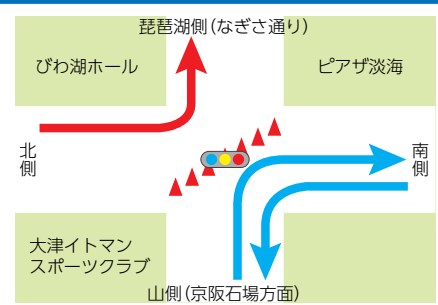 琵琶湖側(なぎさ通り)
びわ湖ホール
ピアザ淡海
北側
南側
大津イトマン
スポーツクラブ
山側(京阪石場方面)